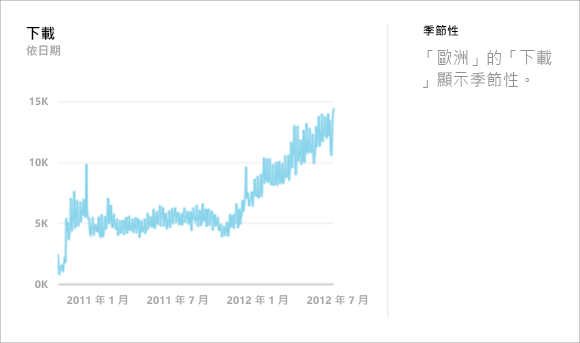 下載
依日期
15K
10K
5K
0K
2011 年 1 月
2011 年 7 月
2012 年 1 月
2012 年 7 月
季節性
「歐洲」的「下載
」顯示季節性。